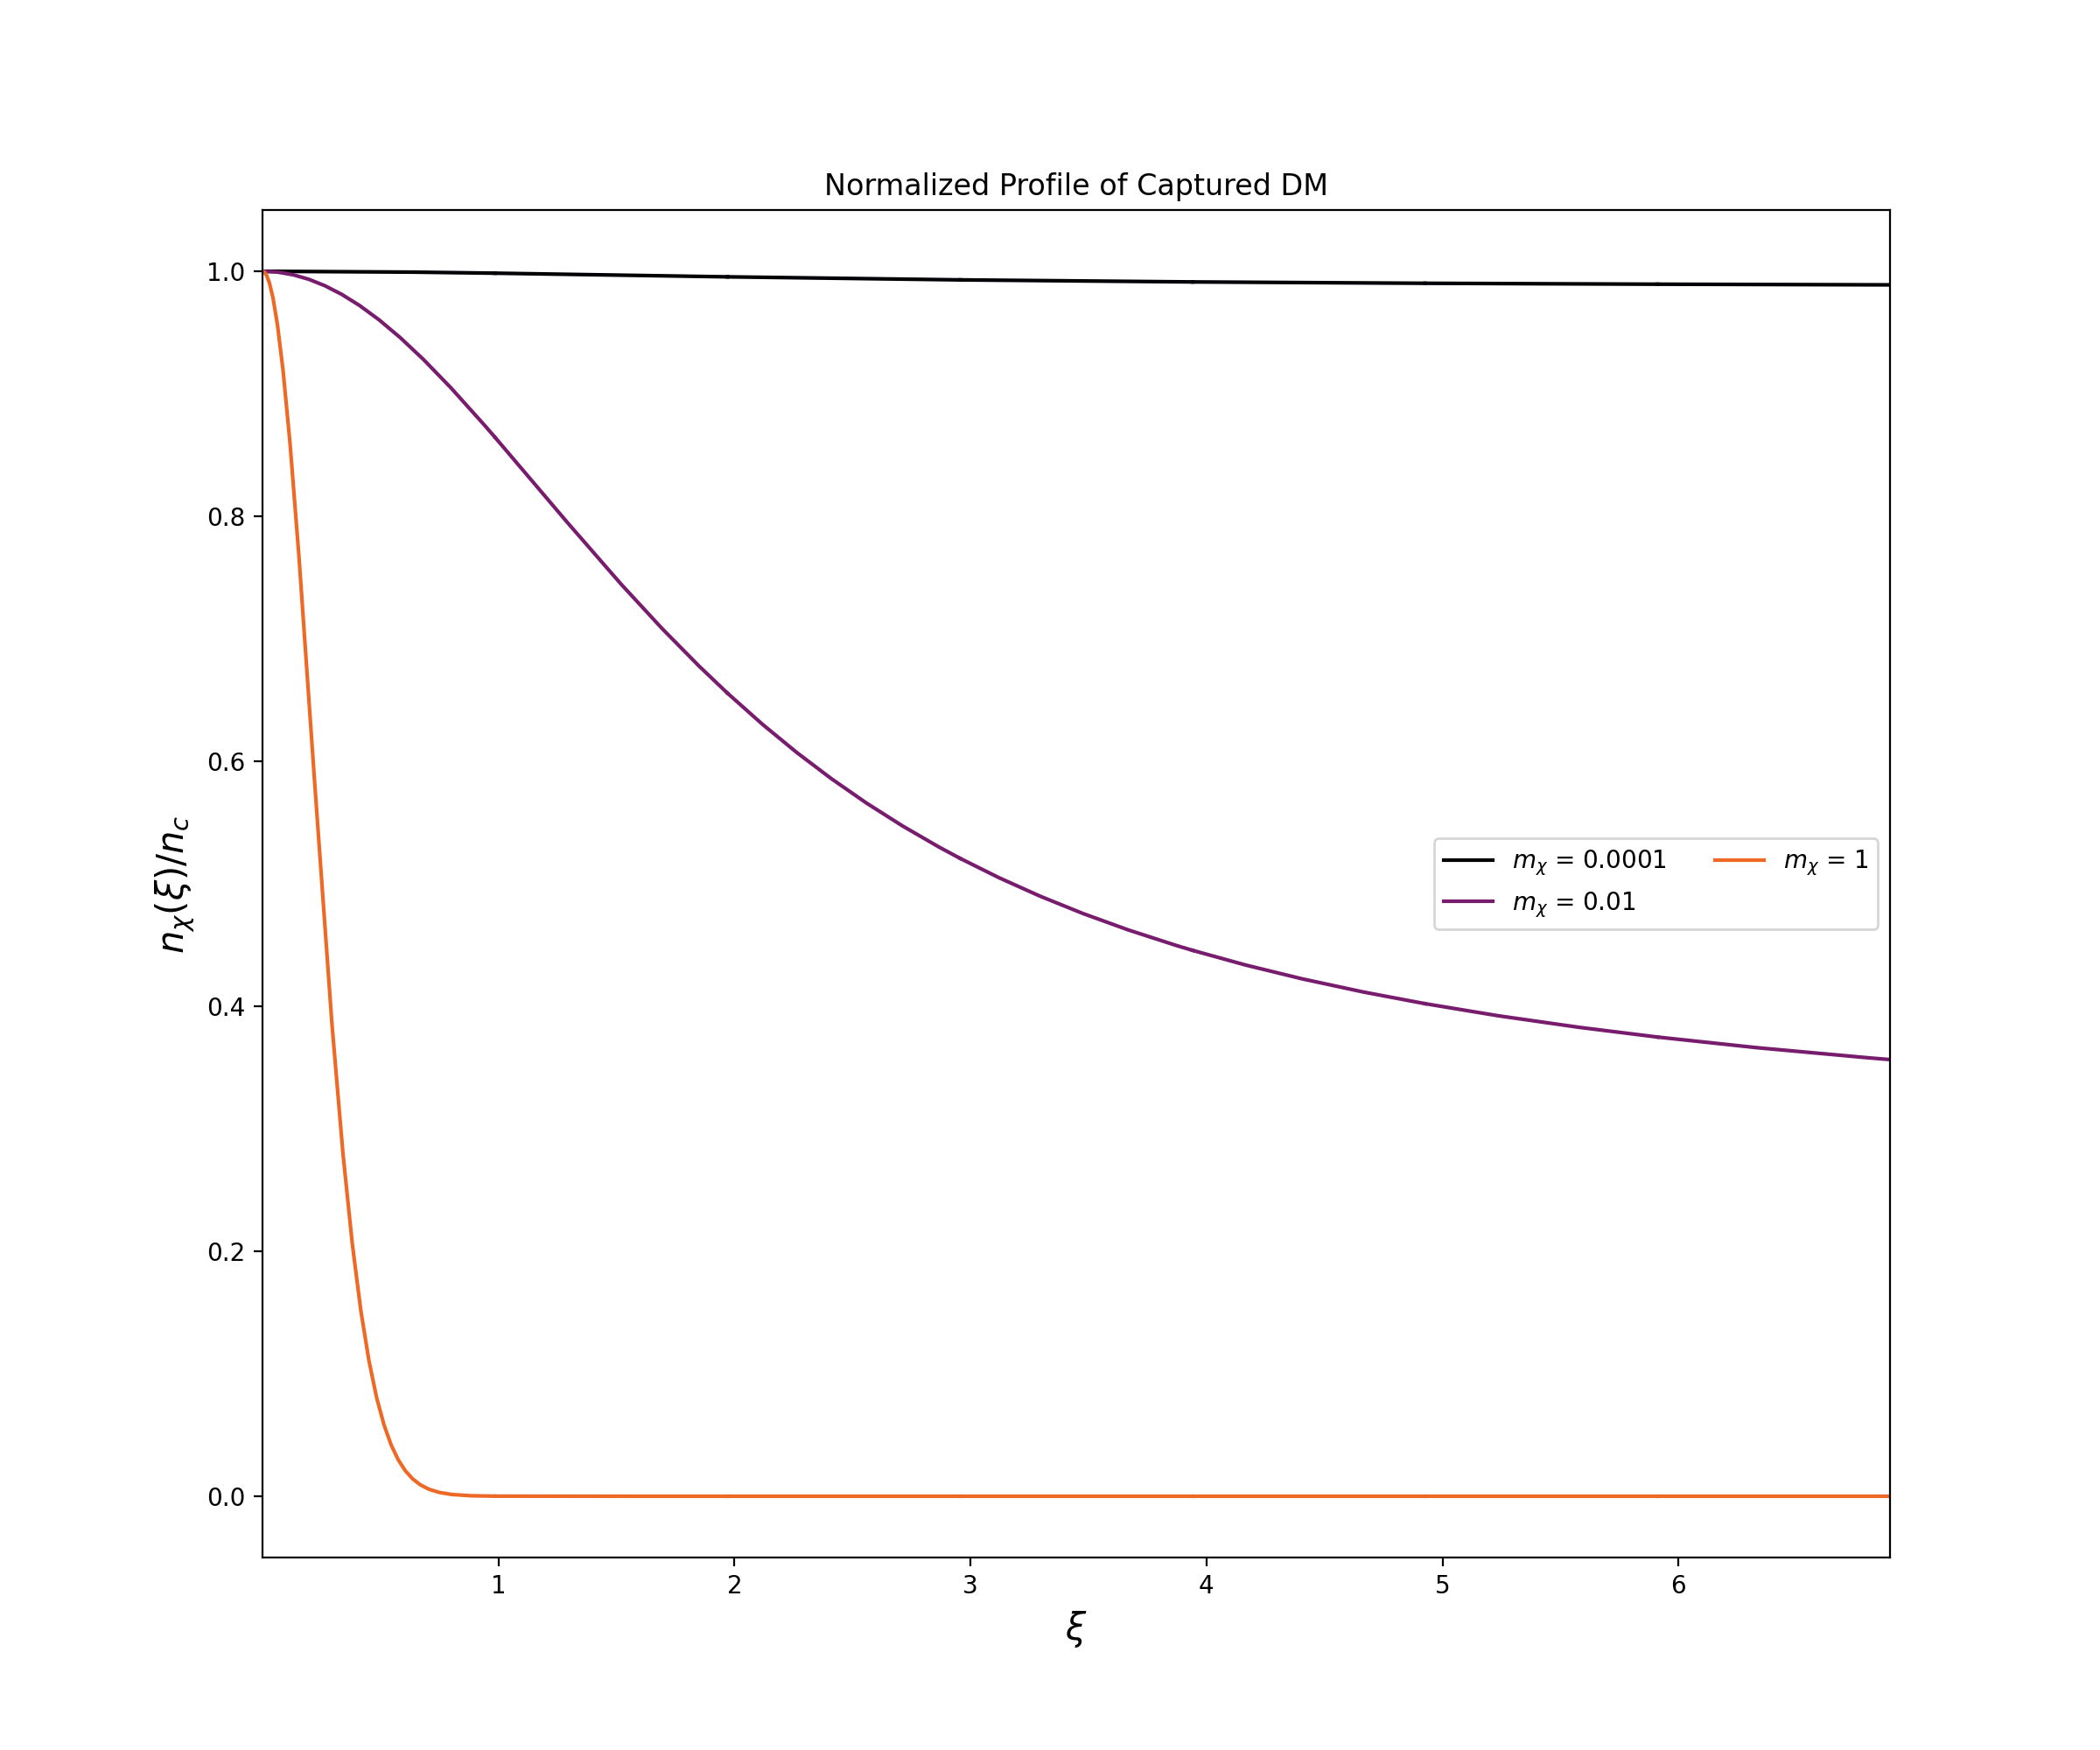 Normalized Profile of Captured DM
1.0
0.8
0.6
0.4
0.2
0.0
nχ(ξ)/nc
mχ = 0.0001
mχ = 0.01
mχ = 1
1 2 3 4 5 6
ξ